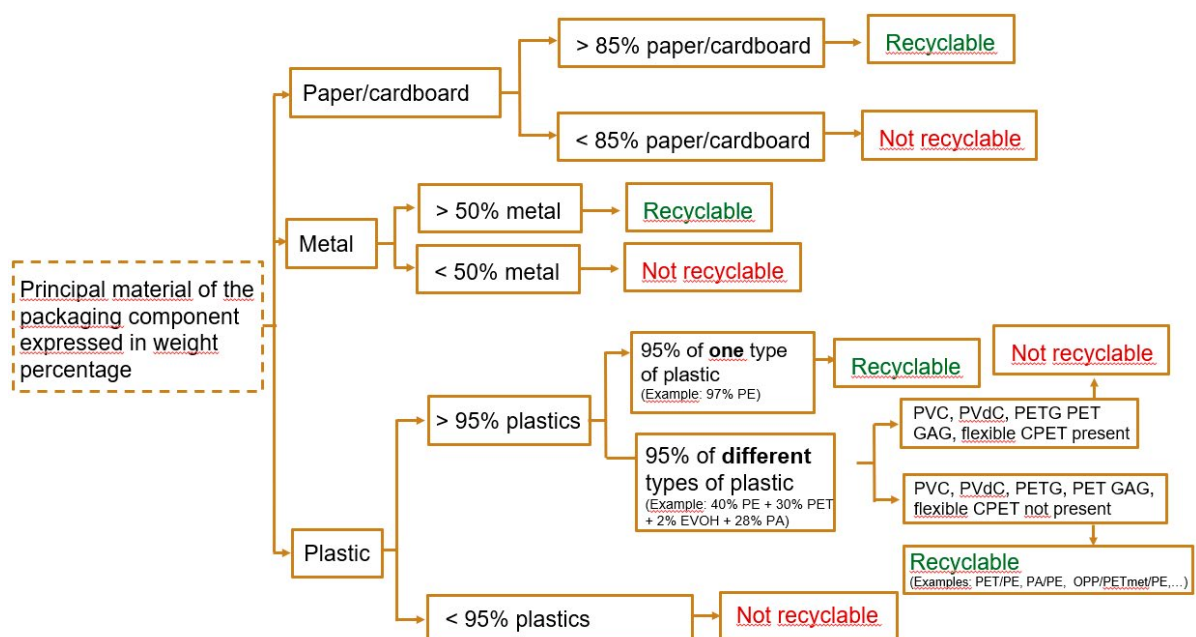 Principal material of the
packaging component
expressed in weight
percentage
Paper/cardboard
> 85% paper/cardboard
Recyclable
< 85% paper/cardboard
Not recyclable
Metal
> 50% metal
Recyclable
< 50% metal
Not recyclable
Plastic
> 95% plastics
95% of one type
of plastic
(Example: 97% PE)
Recyclable
95% of different
types of plastic
(Example: 40% PE + 30% PET
+ 2% EVOH + 28% PA)
PVC, PVdC, PETG PET
GAG, flexible CPET present
Not recyclable
PVC, PVdC, PETG, PET GAG,
flexible CPET not present
Recyclable
(Examples: PET/PE, PA/PE, OPP/PETmet/PE,…)
< 95% plastics
Not recyclable